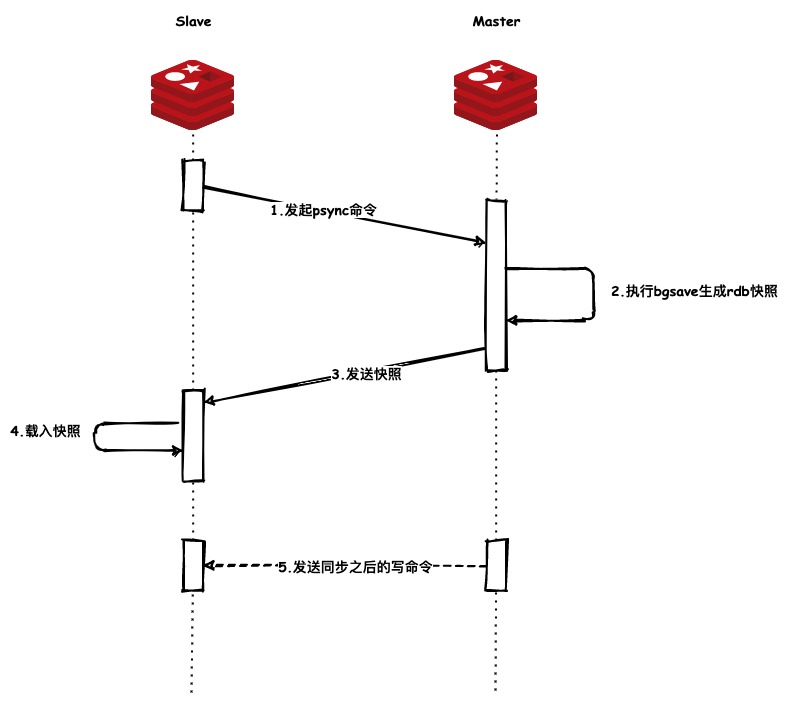 Slave
Master
1.发起psync命令
2.执行bgsave生成rdb快照
3.发送快照
4.载入快照
5.发送同步之后的写命令